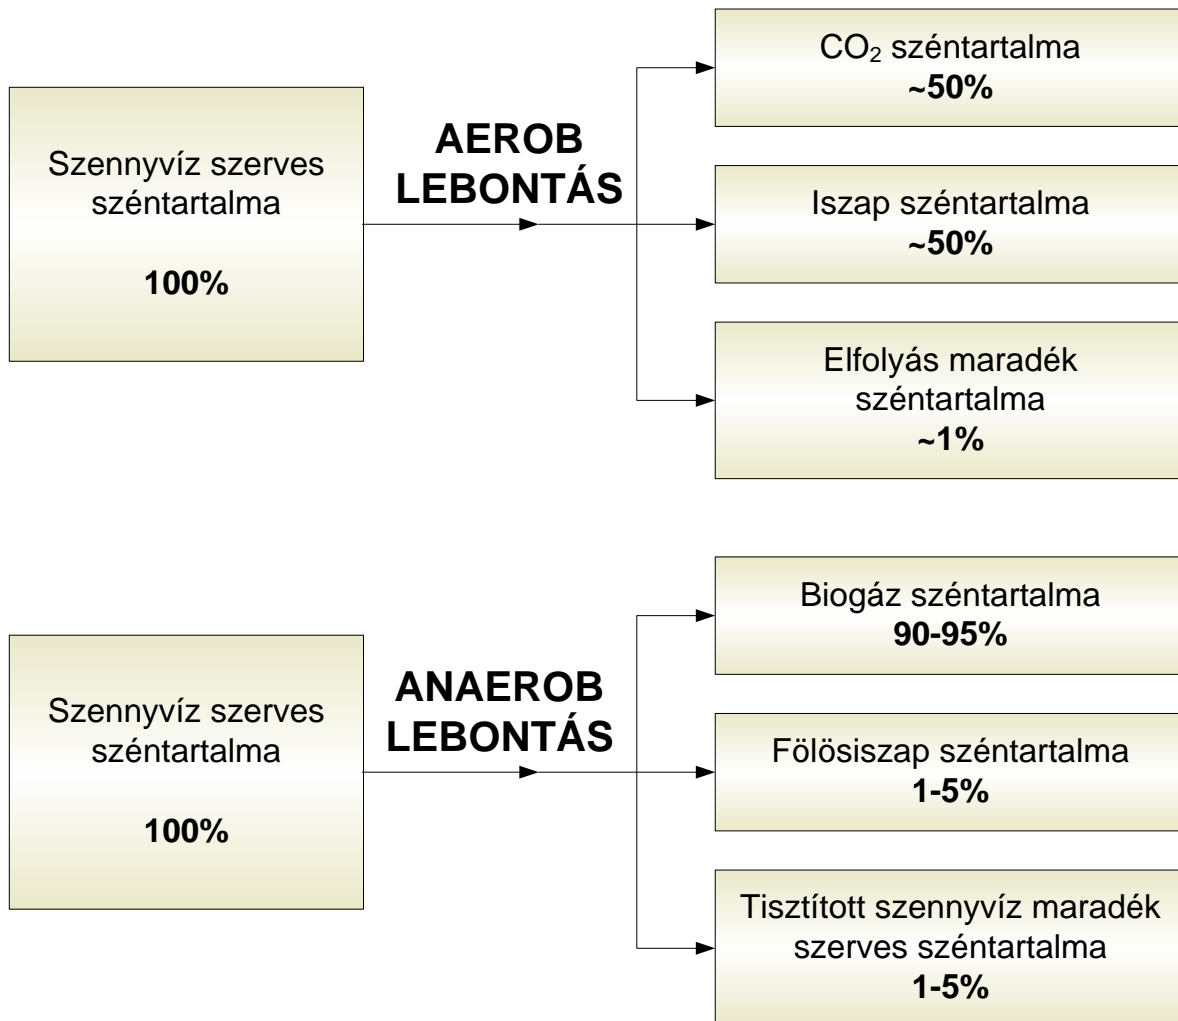 Szennyvíz szerves
széntartalma
100%
AEROB
LEBONTÁS
CO₂ széntartalma
~50%
Iszap széntartalma
~50%
Elfolyás maradék
széntartalma
~1%
Szennyvíz szerves
széntartalma
100%
ANAEROB
LEBONTÁS
Biogáz széntartalma
90-95%
Fölösiszap széntartalma
1-5%
Tisztított szennyvíz maradék
szerves széntartalma
1-5%